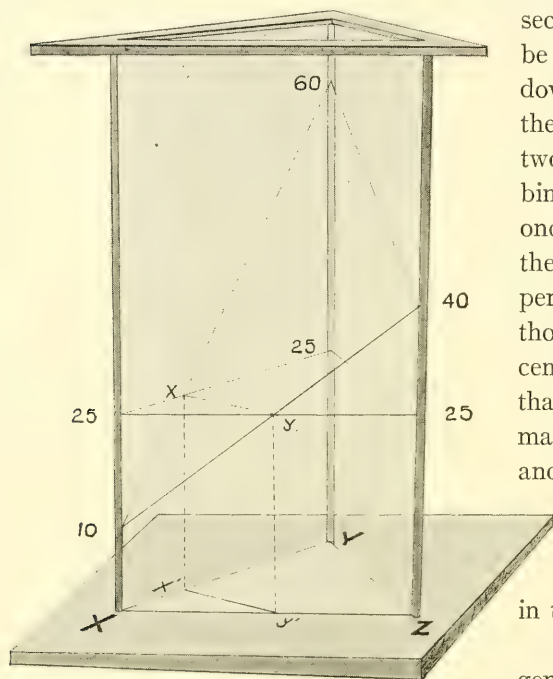 60
40
25
x
25
y
25
10
Y
x'
X
y'
Z
sec
be
dov
the
two
bin
onc
the
per
tho
cen
tha
ma
and
in t
gen